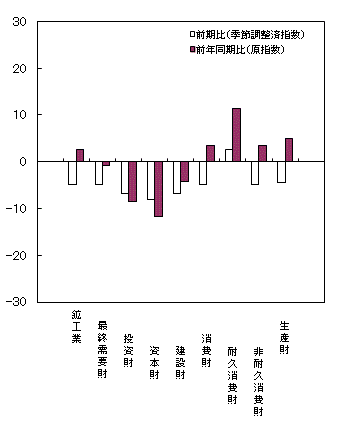 前期比(季節調整済指数)
前年同期比(原指数)
30
20
10
0
-10
-20
-30
鉱工業
最終需要財
投資財
資本財
建設財
消費財
耐久消費財
非耐久消費財
生産財